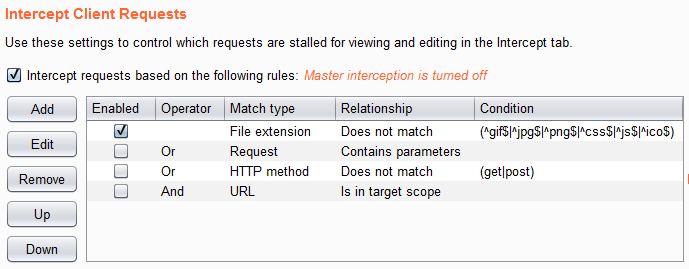 Intercept Client Requests
Use these settings to control which requests are stalled for viewing and editing in the Intercept tab.
Intercept requests based on the following rules: Master interception is turned off
Add
Edit
Remove
Up
Down
Enabled Operator Match type Relationship Condition
File extension Does not match (^gif$|^jpg$|^png$|^css$|^js$|^ico$)
Or Request Contains parameters
Or HTTP method Does not match (get|post)
And URL Is in target scope